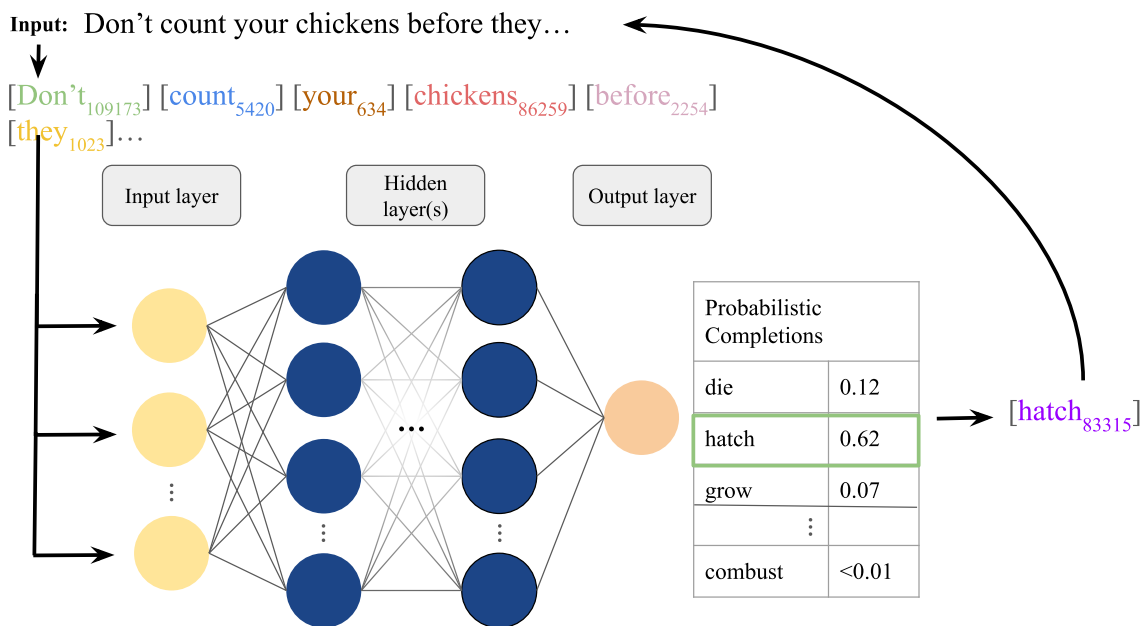 Input: Don’t count your chickens before they…
[Don’t109173] [count5420] [your634] [chickens86259] [before2254]
[they1023]…
Input layer
Hidden
layer(s)
Output layer
...
Probabilistic
Completions
die 0.12
hatch 0.62
grow 0.07
...
combust <0.01
[hatch83315]